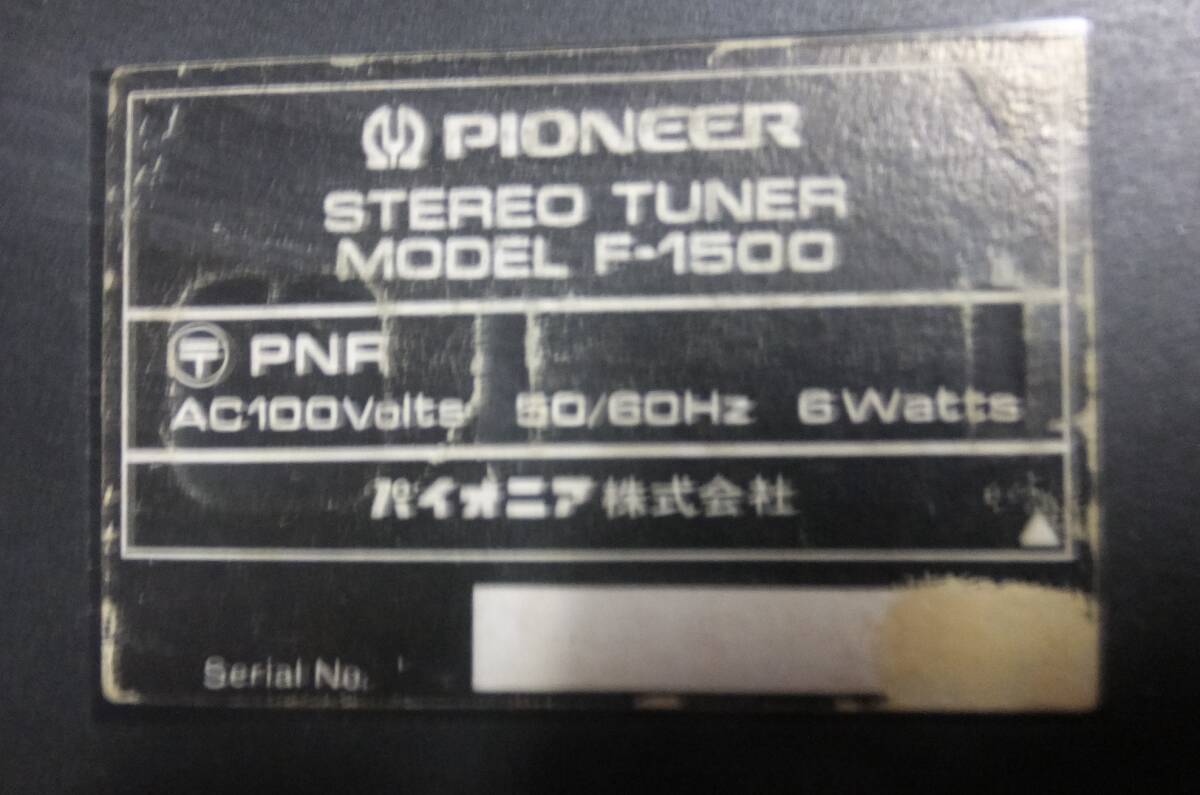 PIONEER
STEREO TUNER
MODEL F-1500
〒 PNR
AC100Volts 50/60Hz 6Watts
パイオニア株式会社
Serial No.